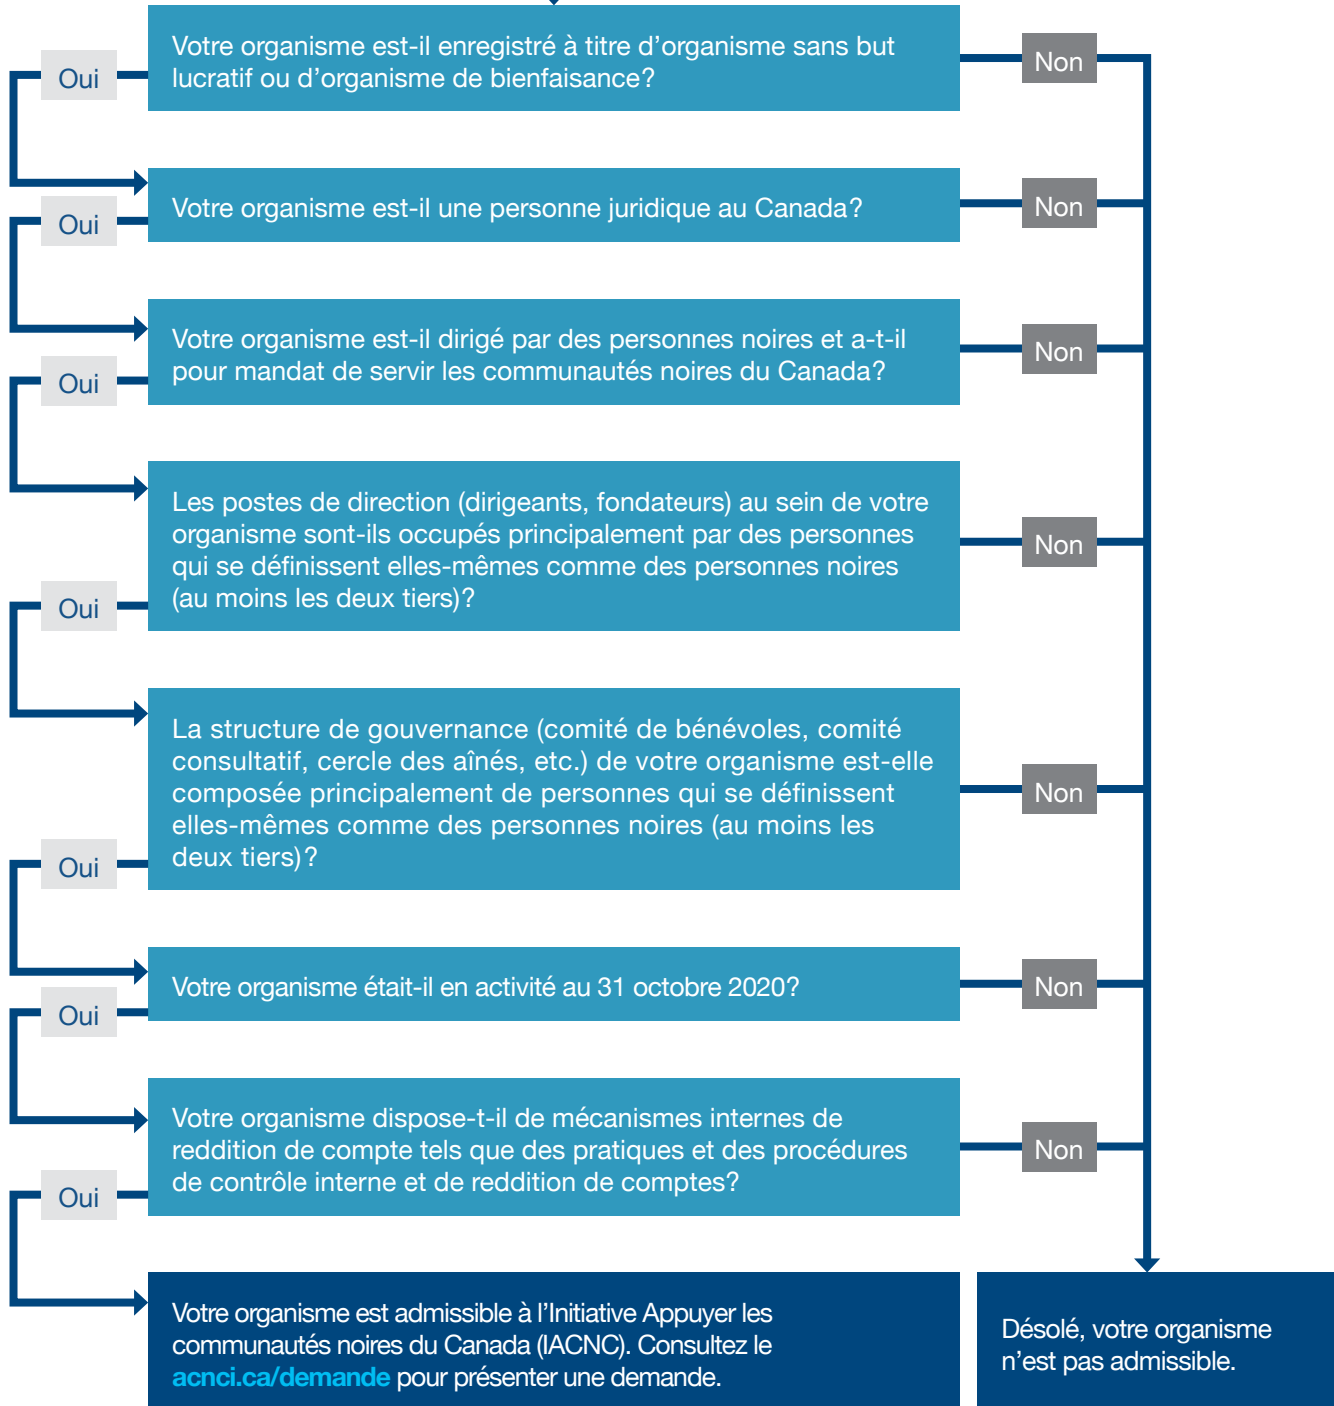 Votre organisme est-il enregistré à titre d'organisme sans but
lucratif ou d'organisme de bienfaisance?
Oui
Non
Votre organisme est-il une personne juridique au Canada?
Oui
Non
Votre organisme est-il dirigé par des personnes noires et a-t-il
pour mandat de servir les communautés noires du Canada?
Oui
Non
Les postes de direction (dirigeants, fondateurs) au sein de votre
organisme sont-ils occupés principalement par des personnes
qui se définissent elles-mêmes comme des personnes noires
(au moins les deux tiers)?
Oui
Non
La structure de gouvernance (comité de bénévoles, comité
consultatif, cercle des aînés, etc.) de votre organisme est-elle
composée principalement de personnes qui se définissent
elles-mêmes comme des personnes noires (au moins les
deux tiers)?
Oui
Non
Votre organisme était-il en activité au 31 octobre 2020?
Oui
Non
Votre organisme dispose-t-il de mécanismes internes de
reddition de compte tels que des pratiques et des procédures
de contrôle interne et de reddition de comptes?
Oui
Non
Votre organisme est admissible à l'Initiative Appuyer les
communautés noires du Canada (IACNC). Consultez le
acnci.ca/demande pour présenter une demande.
Désolé, votre organisme
n'est pas admissible.